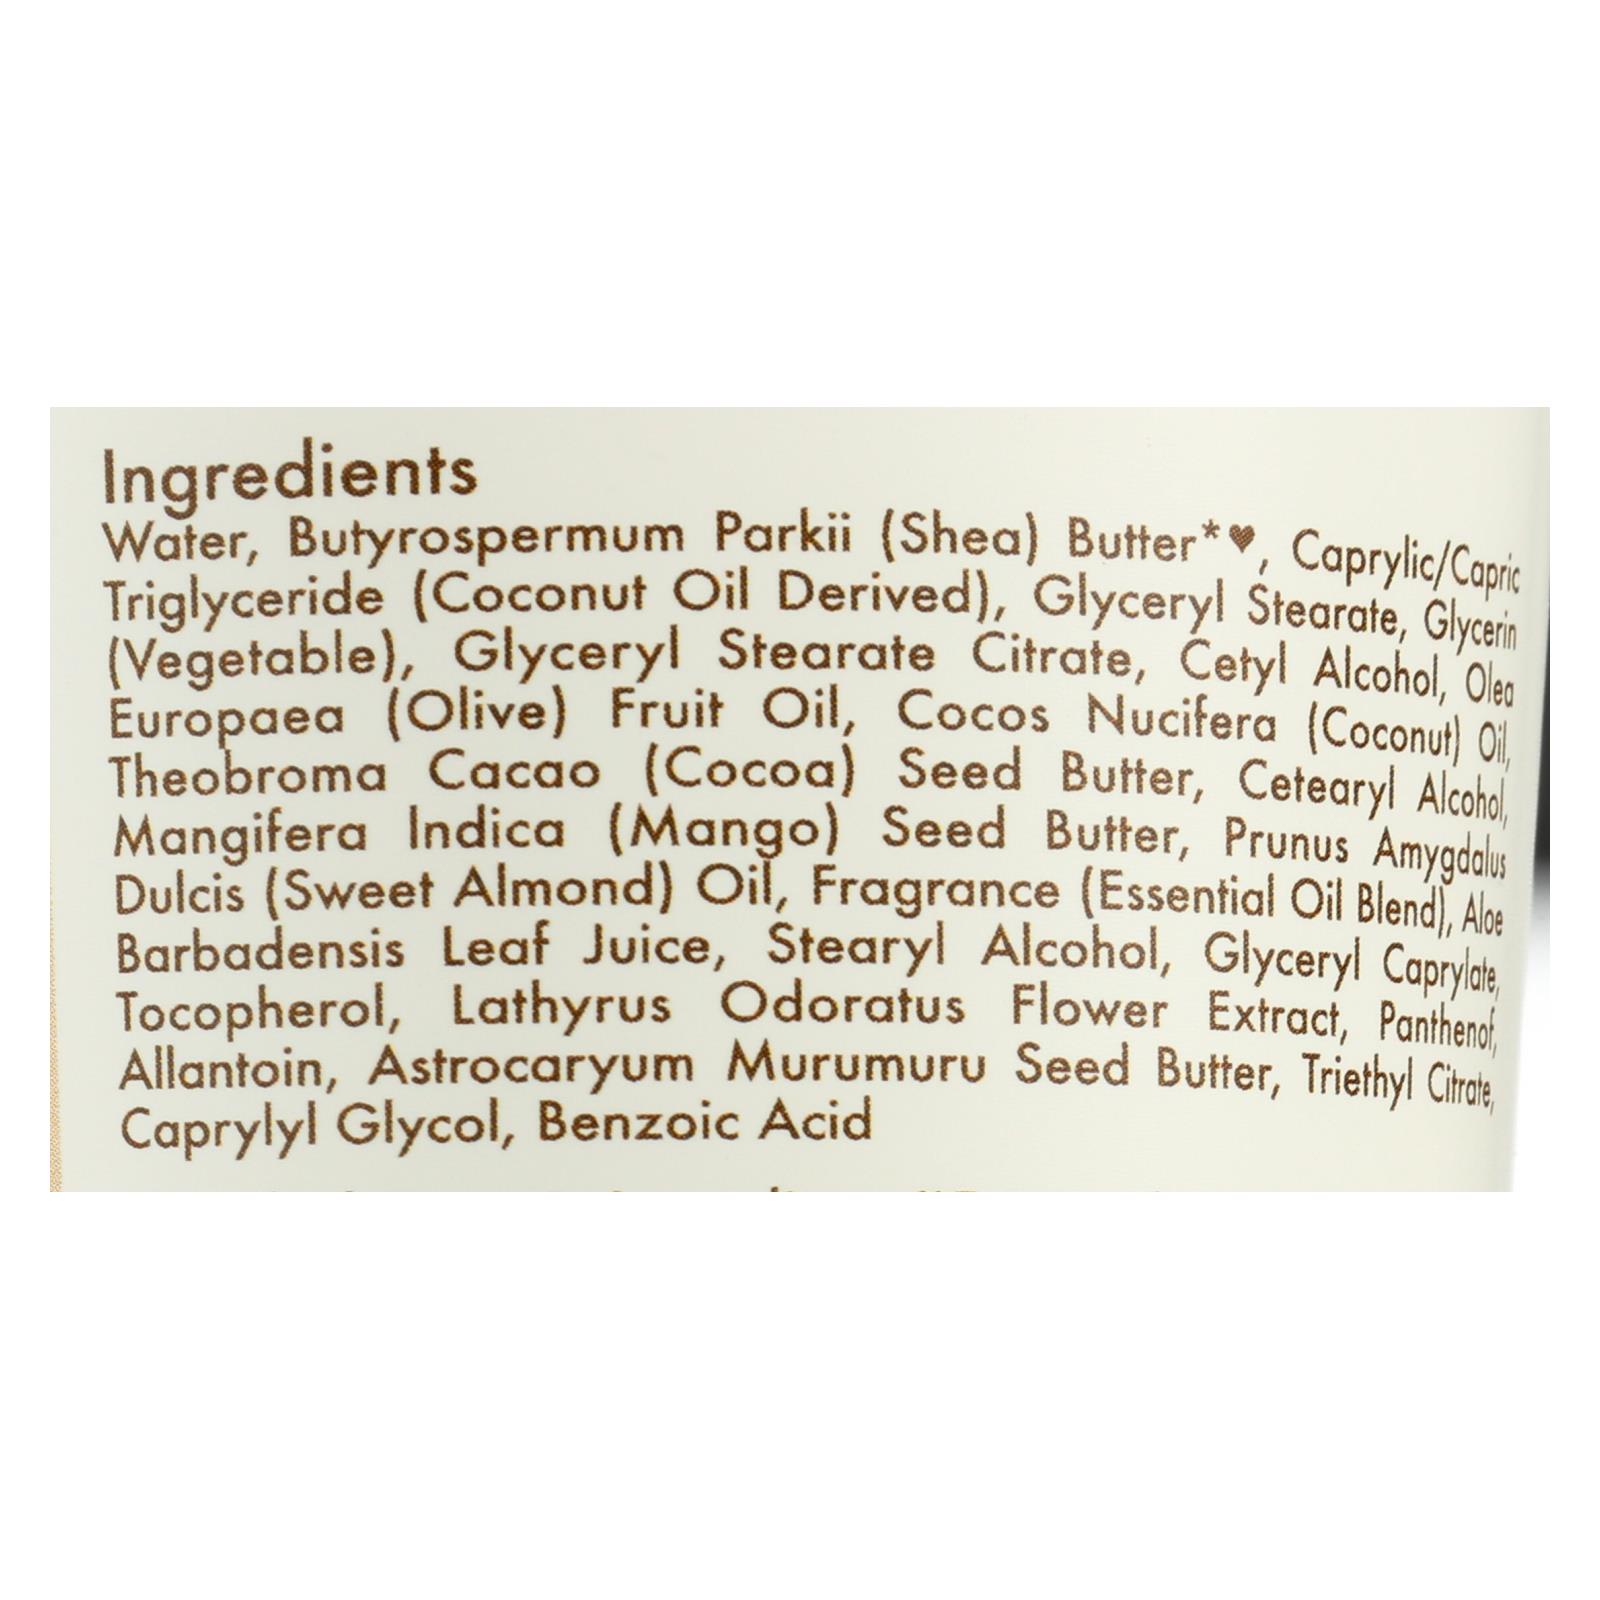 Ingredients
Water, Butyrospermum Parkii (Shea) Butter*♥, Caprylic/Capric
Triglyceride (Coconut Oil Derived), Glyceryl Stearate, Glycerin
(Vegetable), Glyceryl Stearate Citrate, Cetyl Alcohol, Olea
Europaea (Olive) Fruit Oil, Cocos Nucifera (Coconut) Oil,
Theobroma Cacao (Cocoa) Seed Butter, Cetearyl Alcohol,
Mangifera Indica (Mango) Seed Butter, Prunus Amygdalus
Dulcis (Sweet Almond) Oil, Fragrance (Essential Oil Blend), Aloe
Barbadensis Leaf Juice, Stearyl Alcohol, Glyceryl Caprylate,
Tocopherol, Lathyrus Odoratus Flower Extract, Panthenol,
Allantoin, Astrocaryum Murumuru Seed Butter, Triethyl Citrate,
Caprylyl Glycol, Benzoic Acid